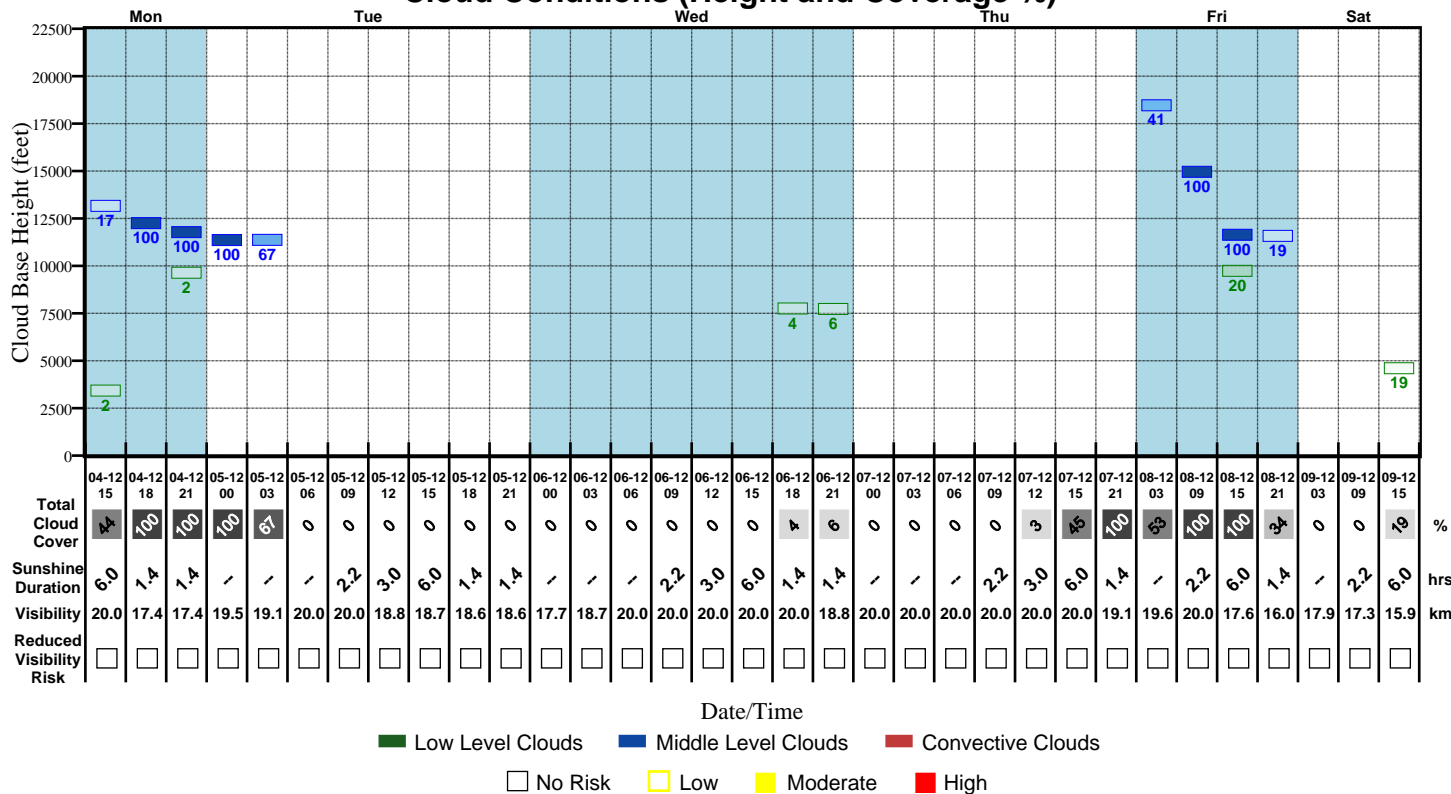 Cloud Conditions (Height and Coverage %)
Mon Tue Wed Thu Fri Sat
Cloud Base Height (feet)
22500
20000
17500
15000
12500
10000
7500
5000
2500
0
41
100
17
100
100
100
67
100
19
2
20
4
6
19
2
04-12 04-12 04-12 05-12 05-12 05-12 05-12 05-12 05-12 05-12 05-12 06-12 06-12 06-12 06-12 06-12 06-12 06-12 06-12 07-12 07-12 07-12 07-12 07-12 07-12 07-12 08-12 08-12 08-12 08-12 09-12 09-12 09-12
15 18 21 00 03 06 09 12 15 18 21 00 03 06 09 12 15 18 21 00 03 06 09 12 15 21 03 09 15 21 03 09 15
Total
Cloud
Cover
44 100 100 100 67 0 0 0 0 0 0 0 0 0 0 0 0 4 6 0 0 0 0 3 45 100 53 100 100 34 0 0 19 %
Sunshine
Duration
6.0 1.4 1.4 -- -- -- 2.2 3.0 6.0 1.4 1.4 -- -- -- 2.2 3.0 6.0 1.4 1.4 -- -- -- 2.2 3.0 6.0 1.4 -- 2.2 6.0 1.4 -- 2.2 6.0 hrs
Visibility 20.0 17.4 17.4 19.5 19.1 20.0 20.0 18.8 18.7 18.6 18.6 17.7 18.7 20.0 20.0 20.0 20.0 20.0 18.8 20.0 20.0 20.0 20.0 20.0 20.0 19.1 19.6 20.0 17.6 16.0 17.9 17.3 15.9 km
Reduced
Visibility
Risk
Date/Time
Low Level Clouds Middle Level Clouds Convective Clouds
No Risk Low Moderate High